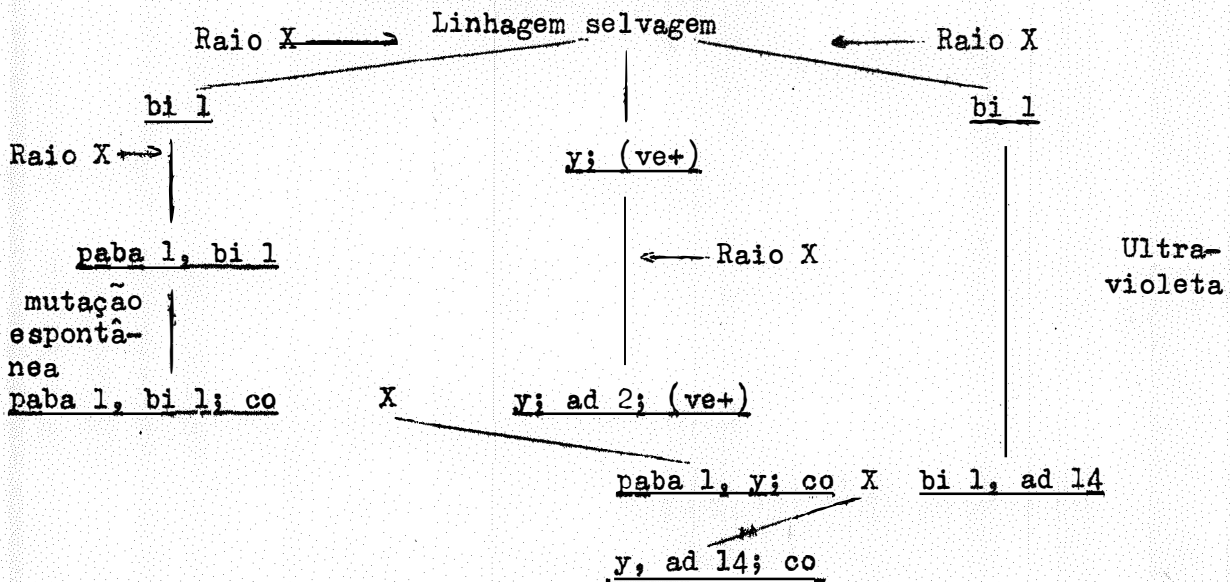 Linhagem selvagem
Raio X Raio X
bi 1 bi 1
Raio X
y; (ve+)
paba 1, bi 1
Raio X
Ultra-
violeta
mutação
espontâ-
nea
paba 1, bi 1; co X y; ad 2; (ve+)
paba 1, y; co X bi 1, ad 14
y, ad 14; co